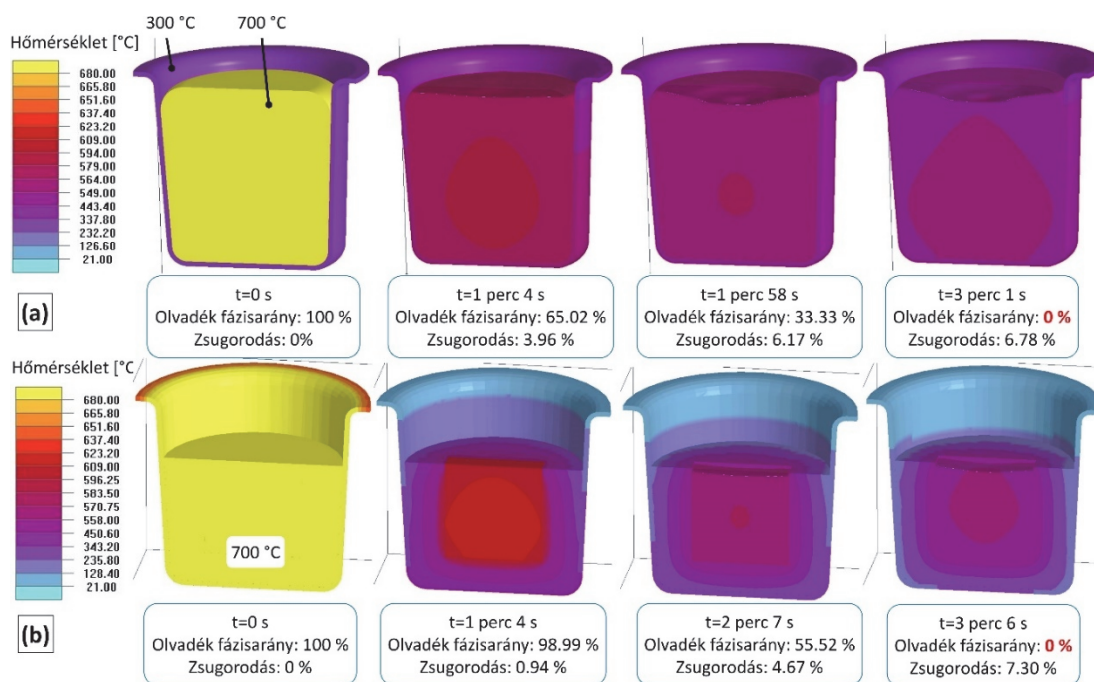 300 °C
700 °C
Hőmérséklet [°C]
680.00
665.80
651.60
637.40
623.20
609.00
594.00
579.00
564.00
549.00
443.40
337.80
232.20
126.60
21.00
(a)
t=0 s
Olvadék fázisarány: 100 %
Zsugorodás: 0%
t=1 perc 4 s
Olvadék fázisarány: 65.02 %
Zsugorodás: 3.96 %
t=1 perc 58 s
Olvadék fázisarány: 33.33 %
Zsugorodás: 6.17 %
t=3 perc 1 s
Olvadék fázisarány: 0 %
Zsugorodás: 6.78 %
Hőmérséklet [°C
680.00
665.80
651.60
637.40
623.20
609.00
596.25
583.50
570.75
558.00
450.60
343.20
235.80
128.40
21.00
700 °C
(b)
t=0 s
Olvadék fázisarány: 100 %
Zsugorodás: 0 %
t=1 perc 4 s
Olvadék fázisarány: 98.99 %
Zsugorodás: 0.94 %
t=2 perc 7 s
Olvadék fázisarány: 55.52 %
Zsugorodás: 4.67 %
t=3 perc 6 s
Olvadék fázisarány: 0 %
Zsugorodás: 7.30 %